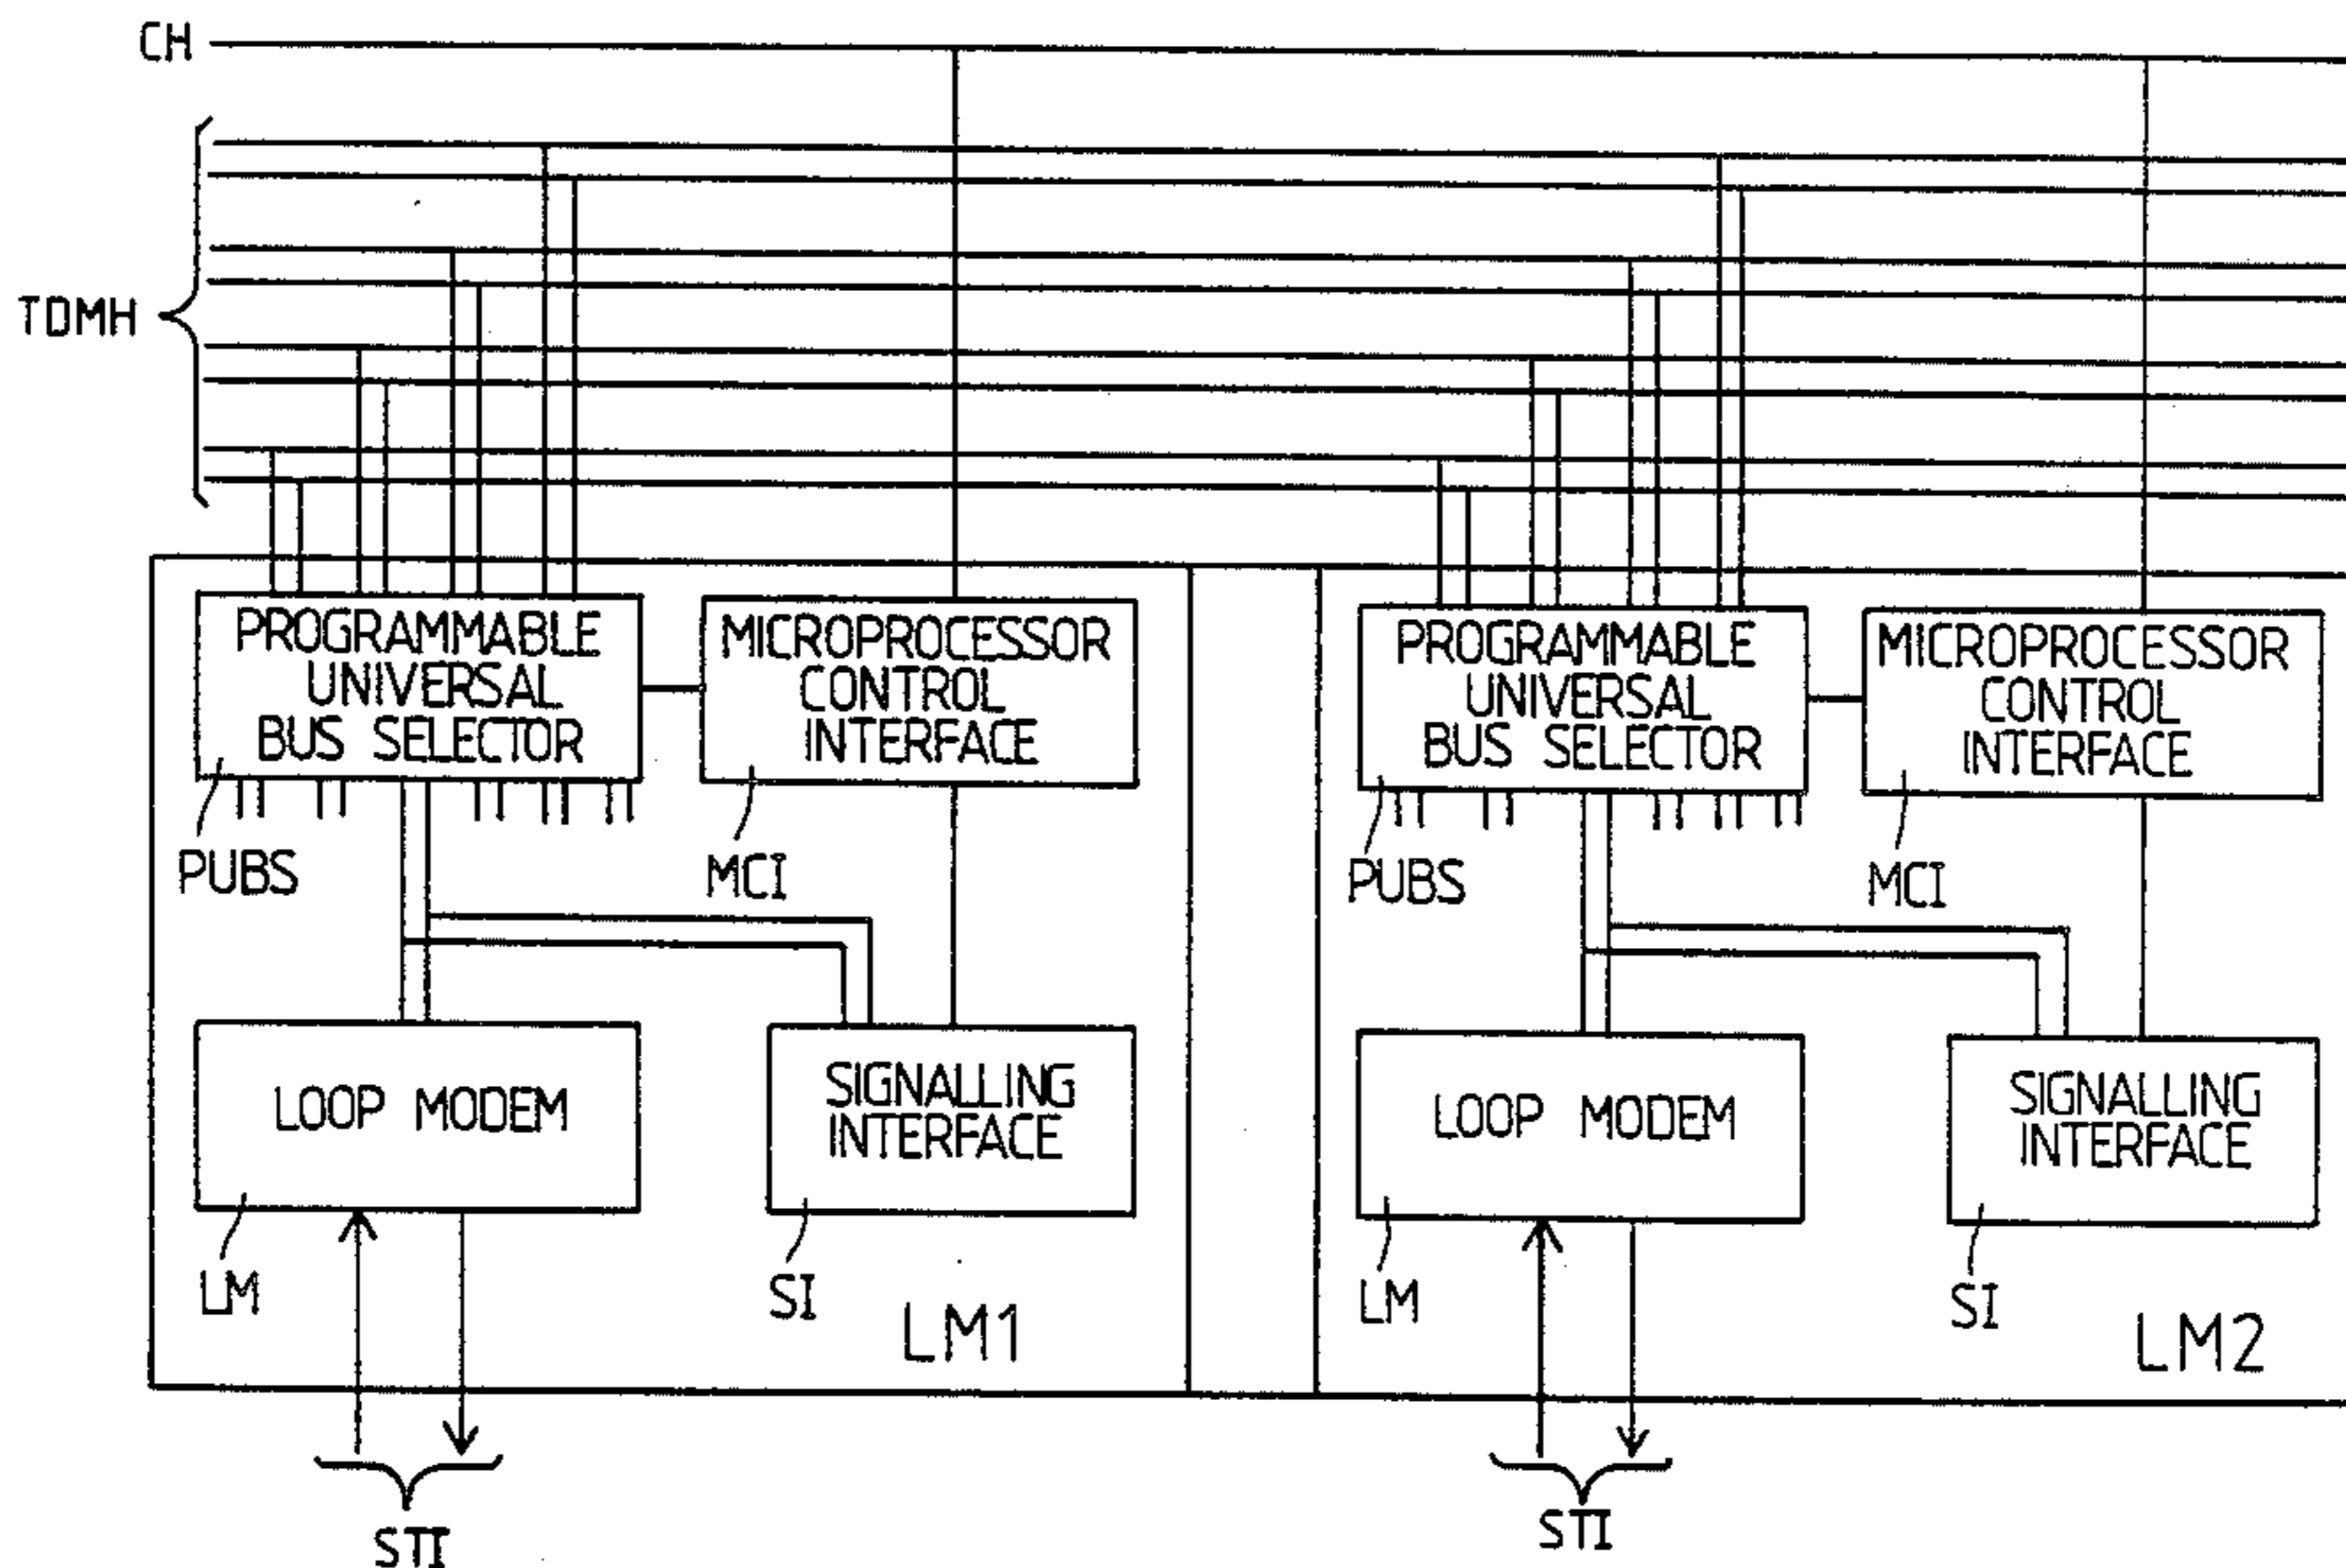 CH
TDMH
PROGRAMMABLE
UNIVERSAL
BUS SELECTOR
MICROPROCESSOR
CONTROL
INTERFACE
PROGRAMMABLE
UNIVERSAL
BUS SELECTOR
MICROPROCESSOR
CONTROL
INTERFACE
PUBS
MCI
PUBS
MCI
LOOP MODEM
SIGNALLING
INTERFACE
LOOP MODEM
SIGNALLING
INTERFACE
LM
SI
LM1
LM
SI
LM2
STI
STI